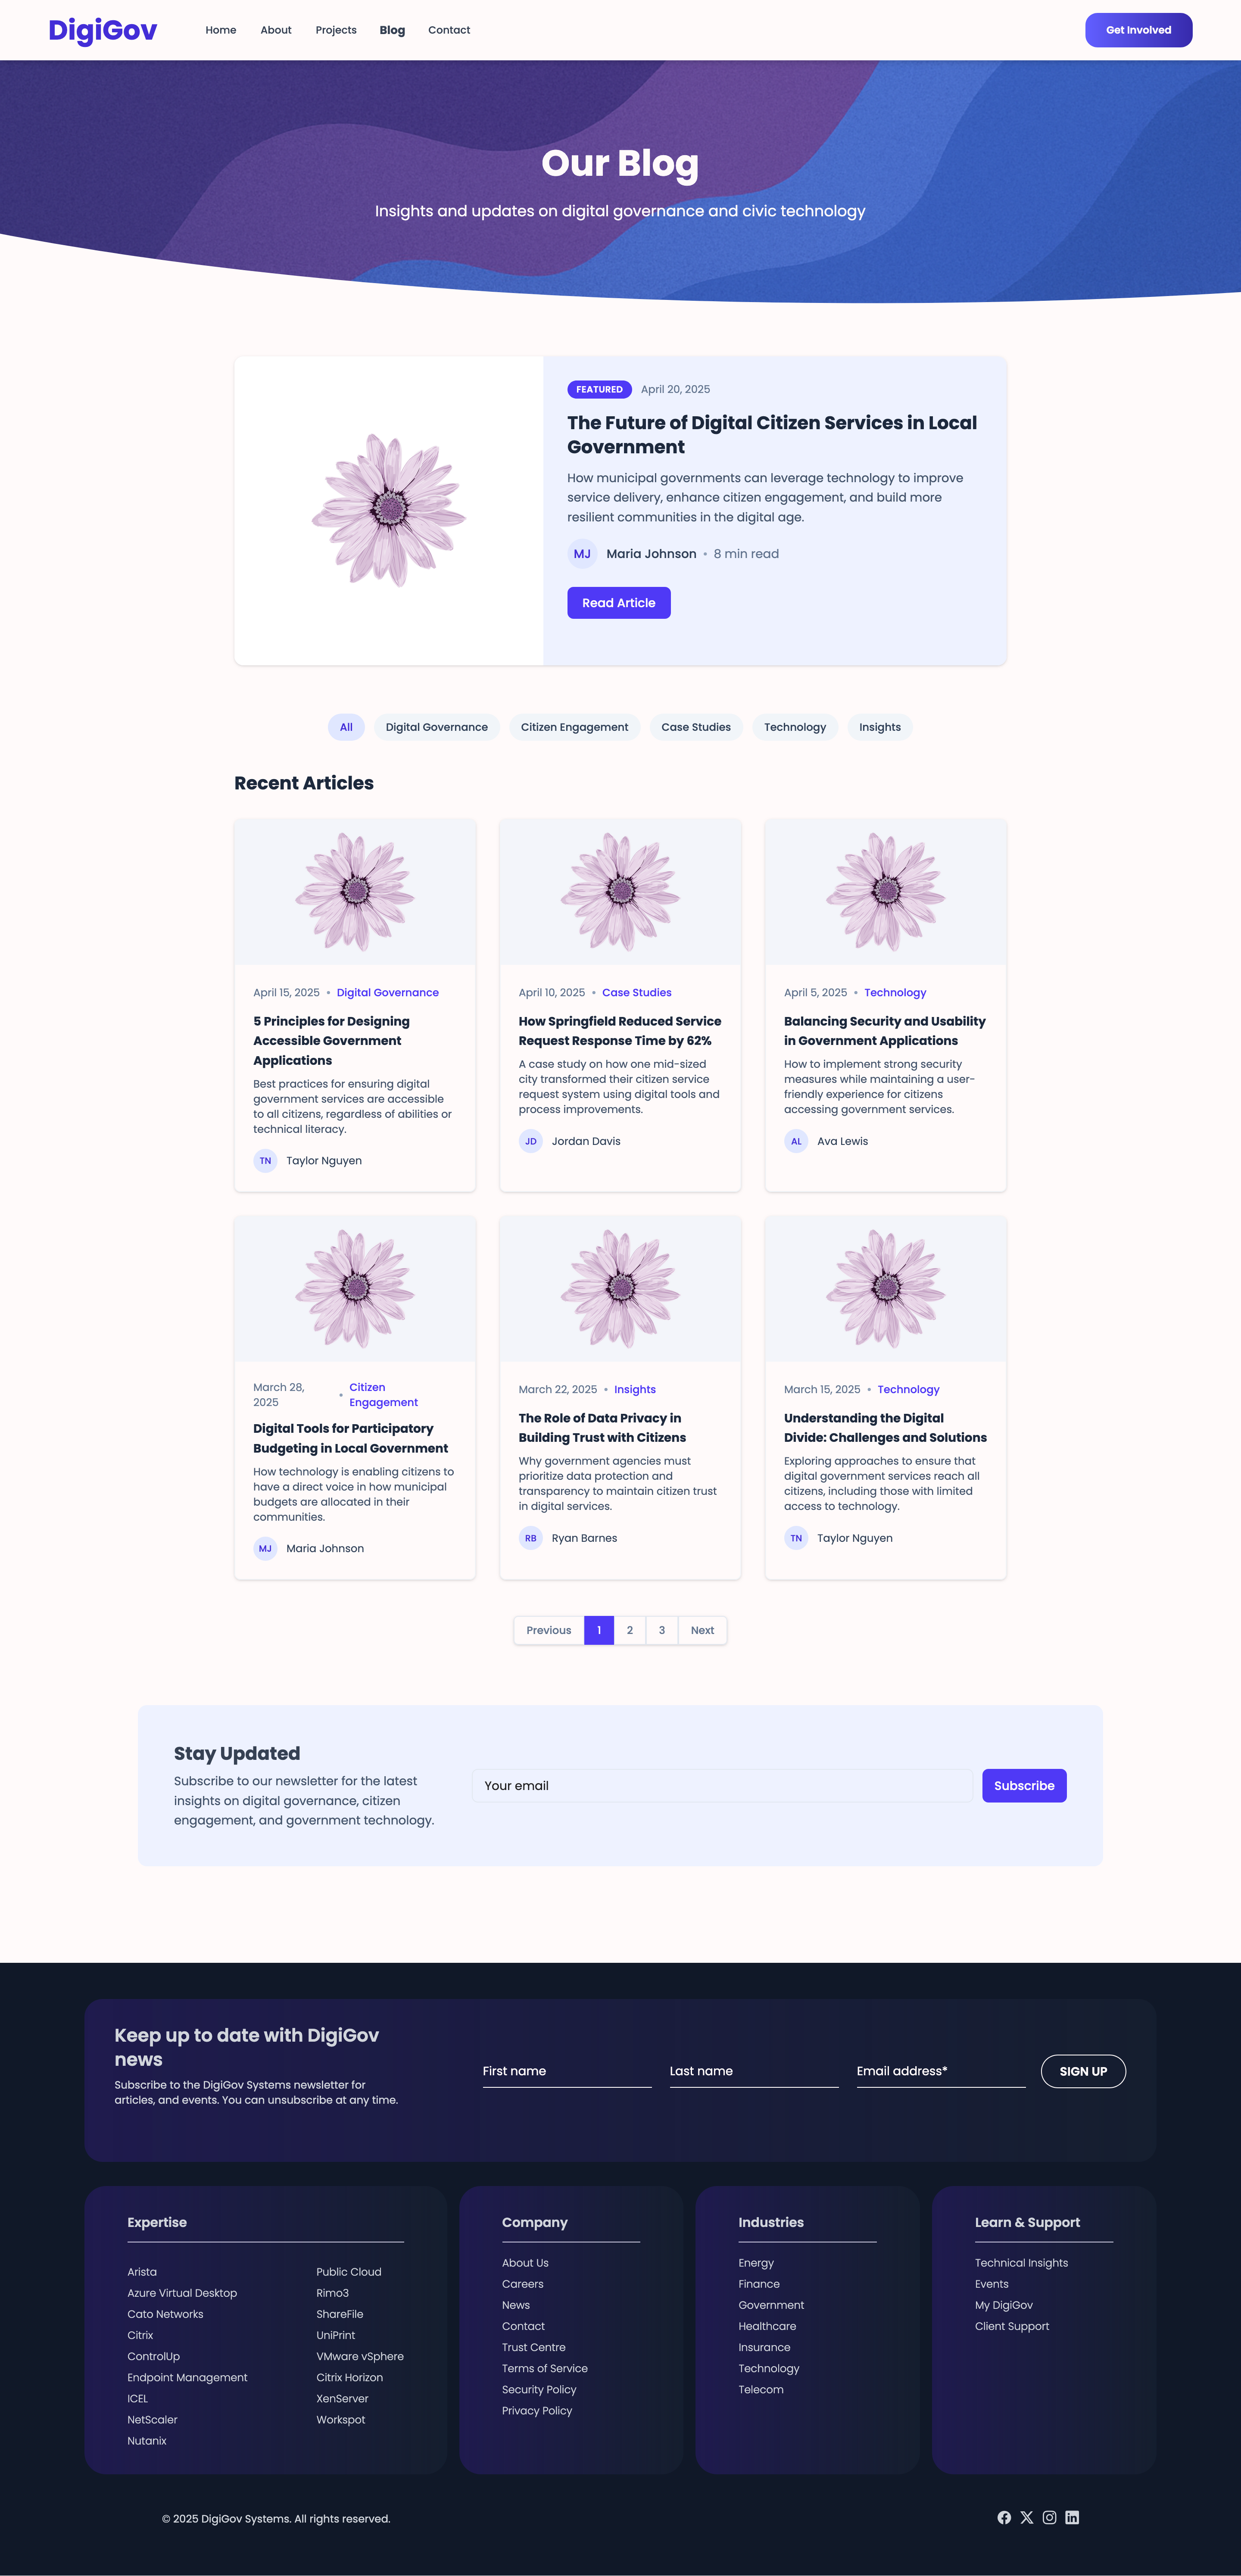 DigiGov
Home
About
Projects
Blog
Contact
Get Involved
Our Blog
Insights and updates on digital governance and civic technology
FEATURED
April 20, 2025
The Future of Digital Citizen Services in Local
Government
How municipal governments can leverage technology to improve
service delivery, enhance citizen engagement, and build more
resilient communities in the digital age.
MJ
Maria Johnson • 8 min read
Read Article
All
Digital Governance
Citizen Engagement
Case Studies
Technology
Insights
Recent Articles
April 15, 2025 • Digital Governance
5 Principles for Designing
Accessible Government
Applications
Best practices for ensuring digital
government services are accessible
to all citizens, regardless of abilities or
technical literacy.
TN
Taylor Nguyen
April 10, 2025 • Case Studies
How Springfield Reduced Service
Request Response Time by 62%
A case study on how one mid-sized
city transformed their citizen service
request system using digital tools and
process improvements.
JD
Jordan Davis
April 5, 2025 • Technology
Balancing Security and Usability
in Government Applications
How to implement strong security
measures while maintaining a user-
friendly experience for citizens
accessing government services.
AL
Ava Lewis
March 28,
2025
•
Citizen
Engagement
Digital Tools for Participatory
Budgeting in Local Government
How technology is enabling citizens to
have a direct voice in how municipal
budgets are allocated in their
communities.
MJ
Maria Johnson
March 22, 2025 • Insights
The Role of Data Privacy in
Building Trust with Citizens
Why government agencies must
prioritize data protection and
transparency to maintain citizen trust
in digital services.
RB
Ryan Barnes
March 15, 2025 • Technology
Understanding the Digital
Divide: Challenges and Solutions
Exploring approaches to ensure that
digital government services reach all
citizens, including those with limited
access to technology.
TN
Taylor Nguyen
Previous
1
2
3
Next
Stay Updated
Subscribe to our newsletter for the latest
insights on digital governance, citizen
engagement, and government technology.
Your email
Subscribe
Keep up to date with DigiGov
news
Subscribe to the DigiGov Systems newsletter for
articles, and events. You can unsubscribe at any time.
First name
Last name
Email address*
SIGN UP
Expertise
Arista
Azure Virtual Desktop
Cato Networks
Citrix
ControlUp
Endpoint Management
ICEL
NetScaler
Nutanix
Public Cloud
Rimo3
ShareFile
UniPrint
VMware vSphere
Citrix Horizon
XenServer
Workspot
Company
About Us
Careers
News
Contact
Trust Centre
Terms of Service
Security Policy
Privacy Policy
Industries
Energy
Finance
Government
Healthcare
Insurance
Technology
Telecom
Learn & Support
Technical Insights
Events
My DigiGov
Client Support
© 2025 DigiGov Systems. All rights reserved.